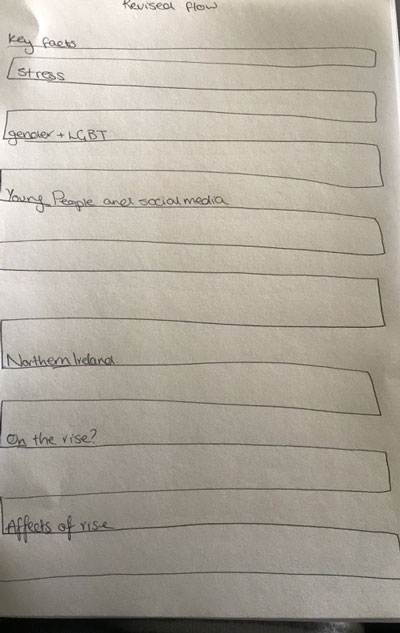 Revised flow
Key facts
Stress
gender + LGBT
Young People and social media
Northern Ireland
On the rise?
Affects of rise